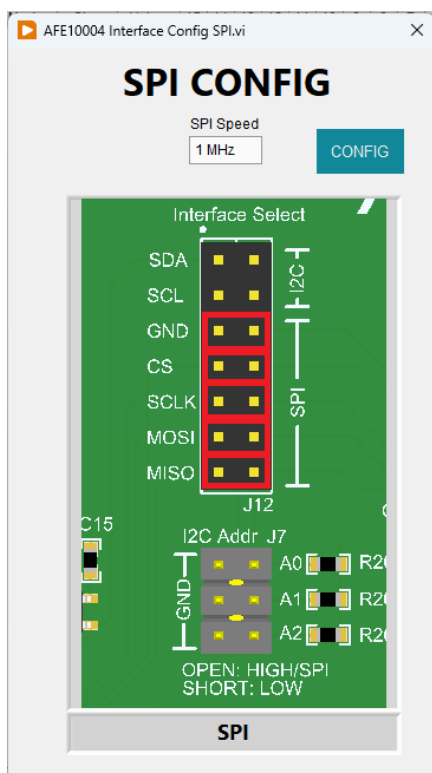 AFE10004 Interface Config SPI.vi
SPI CONFIG
SPI Speed
1 MHz
CONFIG
Interface Select
SDA
SCL
I2C
GND
CS
SCLK
MOSI
MISO
SPI
J12
C15
I2C Addr J7
GND
A0
A1
A2
OPEN: HIGH/SPI
SHORT: LOW
SPI